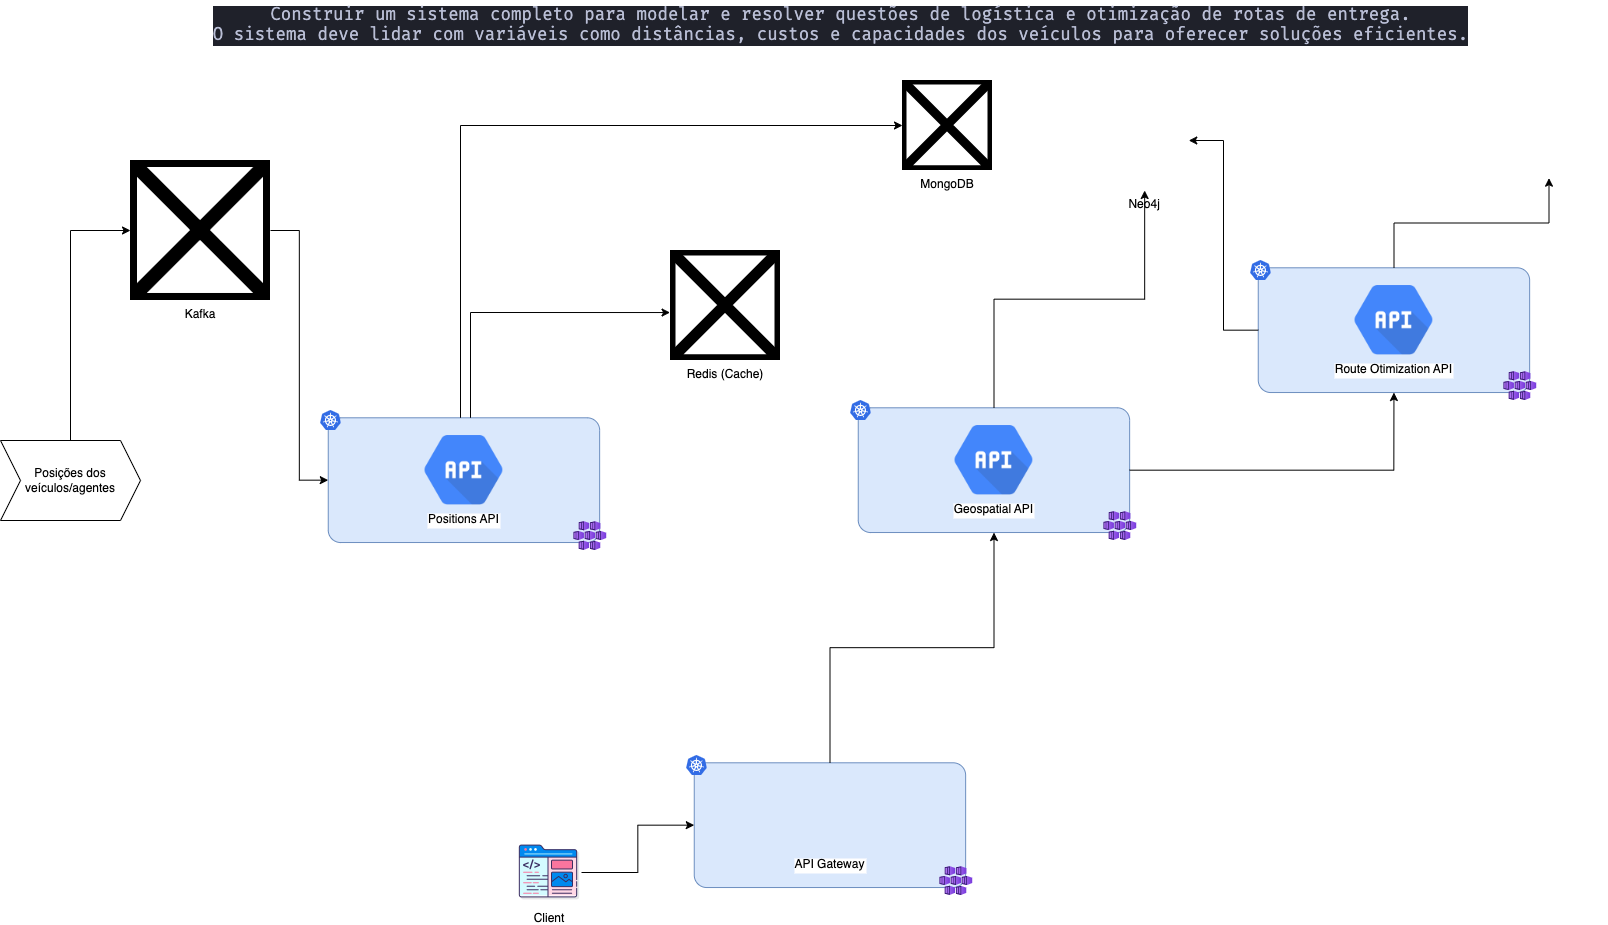 Construir um sistema completo para modelar e resolver questões de logística e otimização de rotas de entrega.
O sistema deve lidar com variáveis como distâncias, custos e capacidades dos veículos para oferecer soluções eficientes.
MongoDB
Neo4j
Kafka
Redis (Cache)
API
Route Otimization API
Posições dos
veículos/agentes
API
Positions API
API
Geospatial API
API Gateway
</>
Client